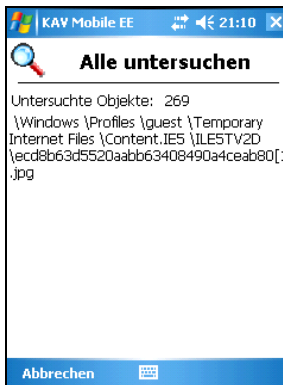 KAV Mobile EE 21:10
Alle untersuchen
Untersuchte Objekte: 269
\Windows \Profiles \guest \Temporary
Internet Files \Content.IE5 \ILE5TV2D
\ecd8b63d5520aabb63408490a4ceab80[1
.jpg
Abbrechen